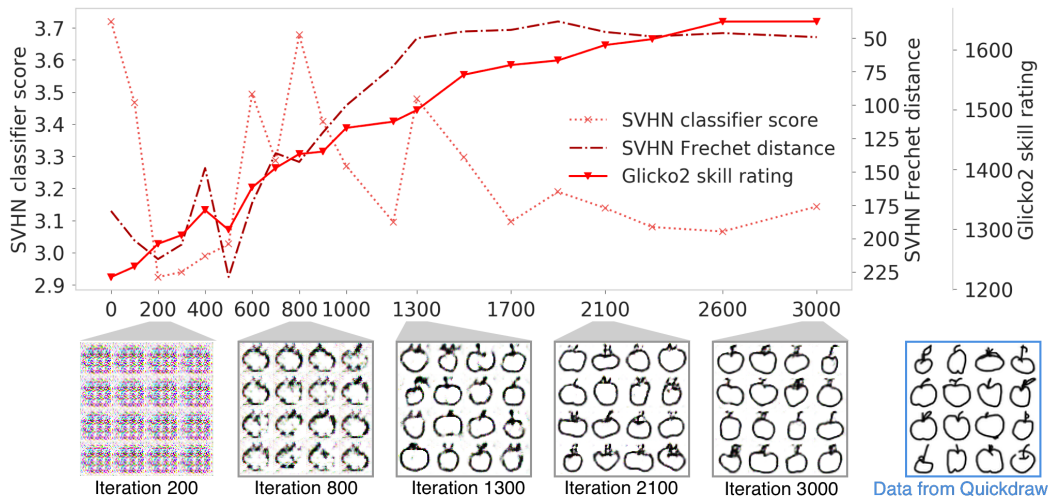 SVHN classifier score
3.7
3.6
3.5
3.4
3.3
3.2
3.1
3.0
2.9
0
200
400
600
800
1000
1300
1700
2100
2600
3000
SVHN classifier score
SVHN Frechet distance
Glicko2 skill rating
50
75
100
125
150
175
200
225
SVHN Frechet distance
1600
1500
1400
1300
1200
Glicko2 skill rating
Iteration 200
Iteration 800
Iteration 1300
Iteration 2100
Iteration 3000
Data from Quickdraw